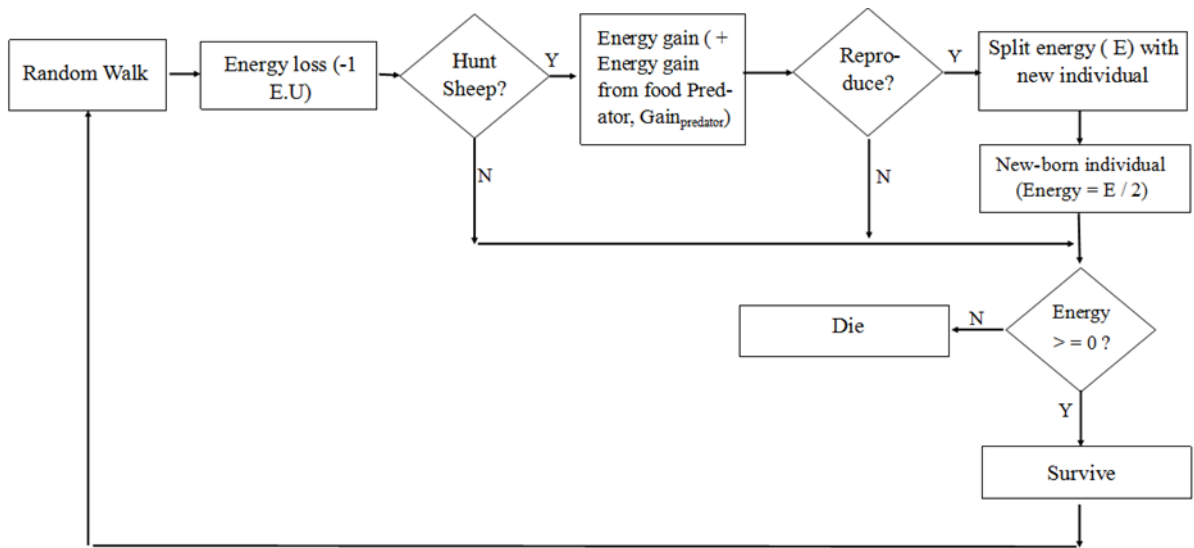 Random Walk
Energy loss (-1
E.U)
Hunt
Sheep?
Y
N
Energy gain ( +
Energy gain
from food Pred-
ator, Gainpredator)
Repro-
duce?
Y
N
Split energy ( E) with
new individual
New-born individual
(Energy = E / 2)
Energy
> = 0 ?
N
Die
Y
Survive